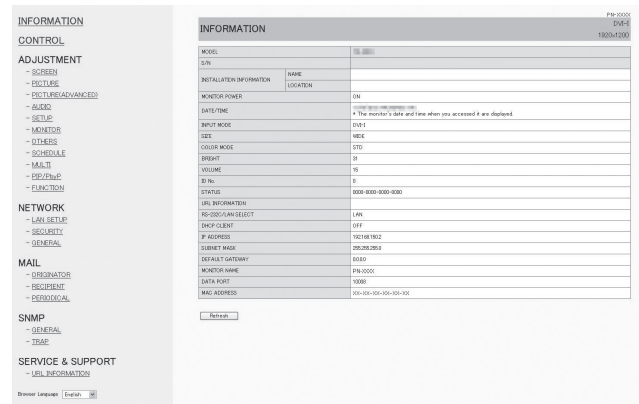 INFORMATION
CONTROL
ADJUSTMENT
- SCREEN
- PICTURE
- PICTURE(ADVANCED)
- AUDIO
- SETUP
- MONITOR
- OTHERS
- SCHEDULE
- MULTI
- PIP/PbyP
- FUNCTION
NETWORK
- LAN SETUP
- SECURITY
- GENERAL
MAIL
- ORIGINATOR
- RECIPIENT
- PERIODICAL
SNMP
- GENERAL
- TRAP
SERVICE & SUPPORT
- URL INFORMATION
Browser Language English
PN-XXXX
INFORMATION
DVI-I
1920x1200
MODEL
S/N
INSTALLATION INFORMATION NAME
LOCATION
MONITOR POWER ON
DATE/TIME
* The monitor's date and time when you accessed it are displayed.
INPUT MODE DVI-I
SIZE WIDE
COLOR MODE STD
BRIGHT 31
VOLUME 15
ID No. 0
STATUS 0000-0000-0000-0000
URL INFORMATION
RS-232C/LAN SELECT LAN
DHCP CLIENT OFF
IP ADDRESS 192.168.150.2
SUBNET MASK 255.255.255.0
DEFAULT GATEWAY 0.0.0.0
MONITOR NAME PN-XXXX
DATA PORT 10008
MAC ADDRESS XX-XX-XX-XX-XX-XX
Refresh